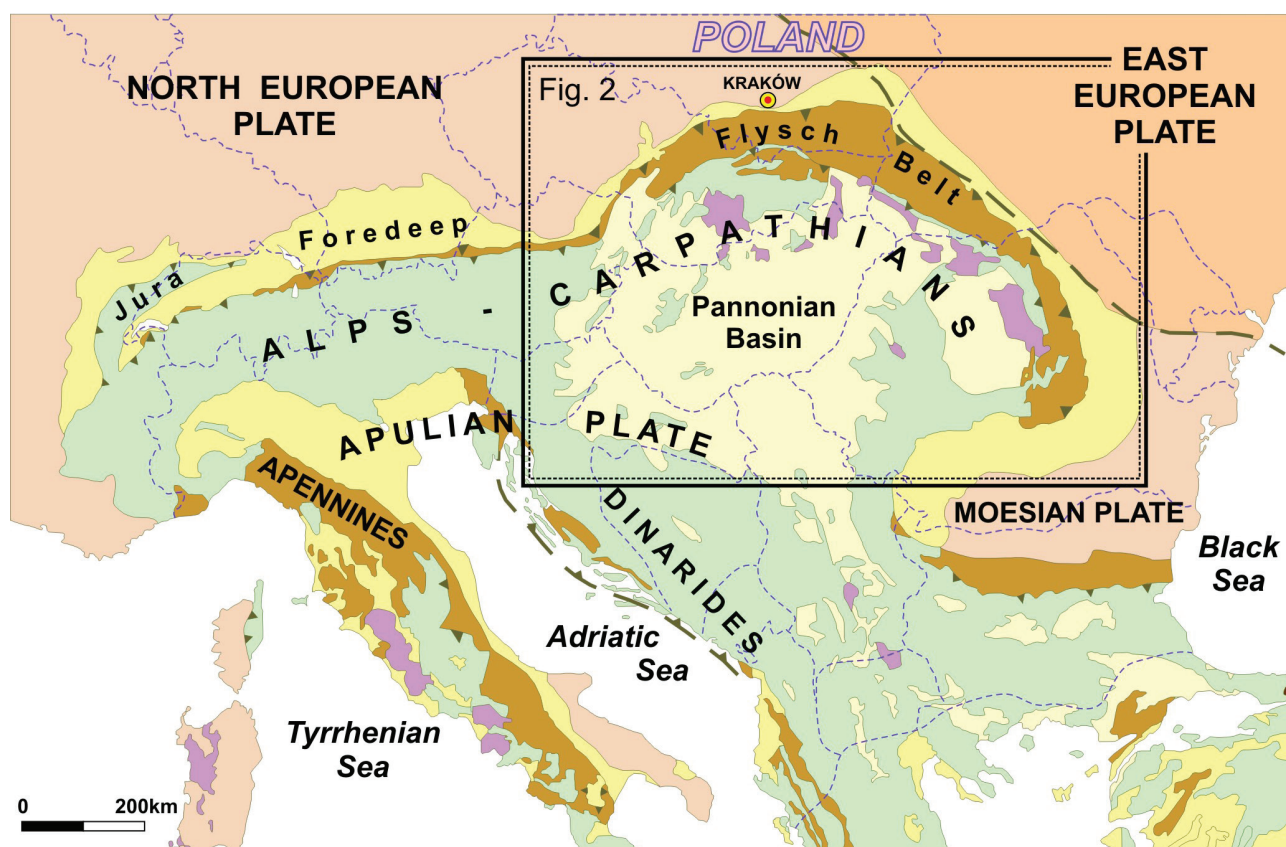 POLAND
NORTH EUROPEAN
PLATE
Fig. 2
KRAKÓW
EAST
EUROPEAN
PLATE
Flysch
Belt
Foredeep
Jura
ALPS - CARPATHIANS
Pannonian
Basin
APULIAN PLATE
APENNINES
DINARIDES
MOESIAN PLATE
Black
Sea
Adriatic
Sea
Tyrrhenian
Sea
0 200km